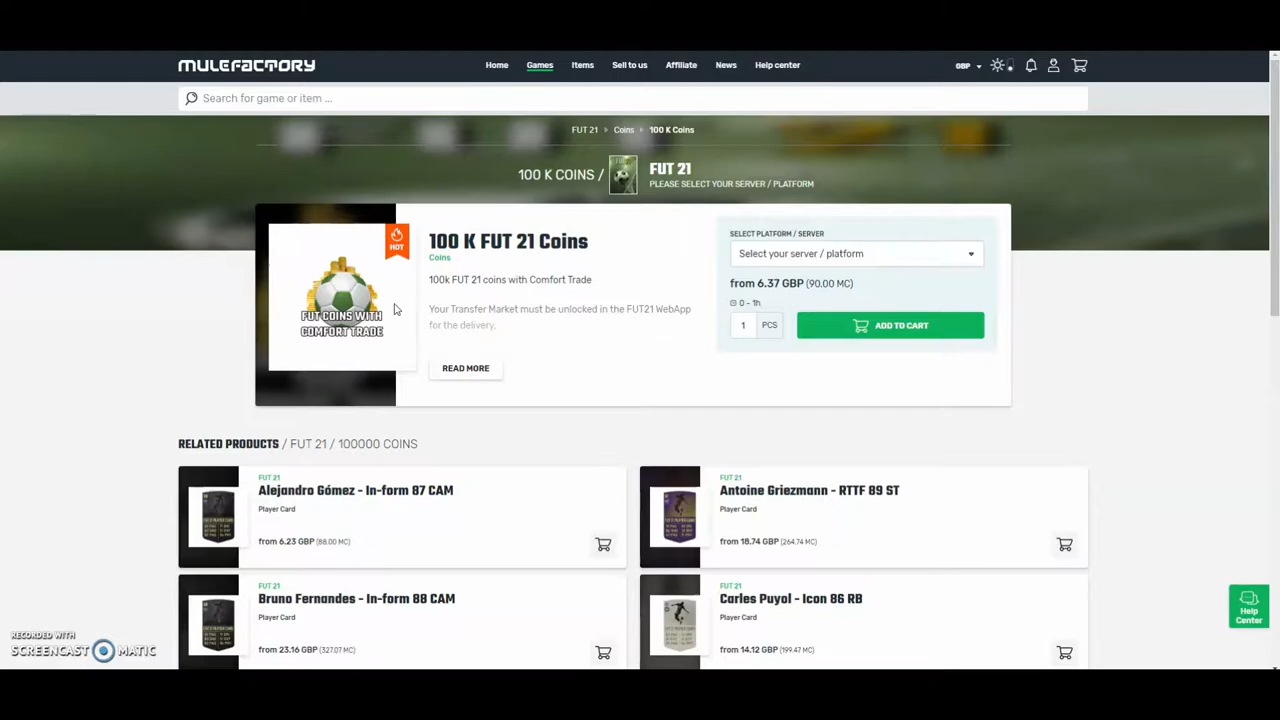 MULEFACTORY
Home Games Items Sell to us Affiliate News Help center
GBP
Search for game or item ...
FUT 21 Coins 100 K Coins
100 K COINS /
FUT 21
PLEASE SELECT YOUR SERVER / PLATFORM
HOT
FUT COINS WITH
COMFORT TRADE
100 K FUT 21 Coins
Coins
100k FUT 21 coins with Comfort Trade
Your Transfer Market must be unlocked in the FUT21 WebApp
for the delivery.
READ MORE
SELECT PLATFORM / SERVER
Select your server / platform
from 6.37 GBP (90.00 MC)
0 - 1h
1 PCS
ADD TO CART
RELATED PRODUCTS / FUT 21 / 100000 COINS
FUT 21
Alejandro Gómez - In-form 87 CAM
Player Card
from 6.23 GBP (88.00 MC)
FUT 21
Antoine Griezmann - RTTF 89 ST
Player Card
from 18.74 GBP (264.74 MC)
FUT 21
Bruno Fernandes - In-form 88 CAM
Player Card
from 23.16 GBP (327.07 MC)
FUT 21
Carles Puyol - Icon 86 RB
Player Card
from 14.12 GBP (199.47 MC)
Help
Center
RECORDED WITH
SCREENCAST MATIC